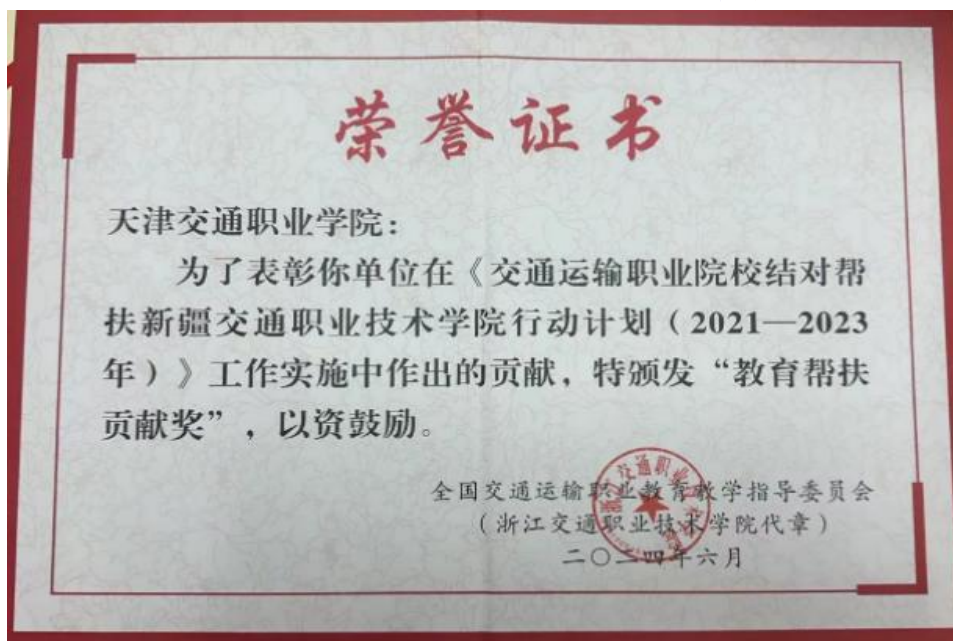 荣誉证书
天津交通职业学院：
为了表彰你单位在《交通运输职业院校结对帮
扶新疆交通职业技术学院行动计划（2021—2023
年）》工作实施中作出的贡献，特颁发“教育帮扶
贡献奖”，以资鼓励。
全国交通运输职业教育教学指导委员会
（浙江交通职业技术学院代章）
二〇二四年六月